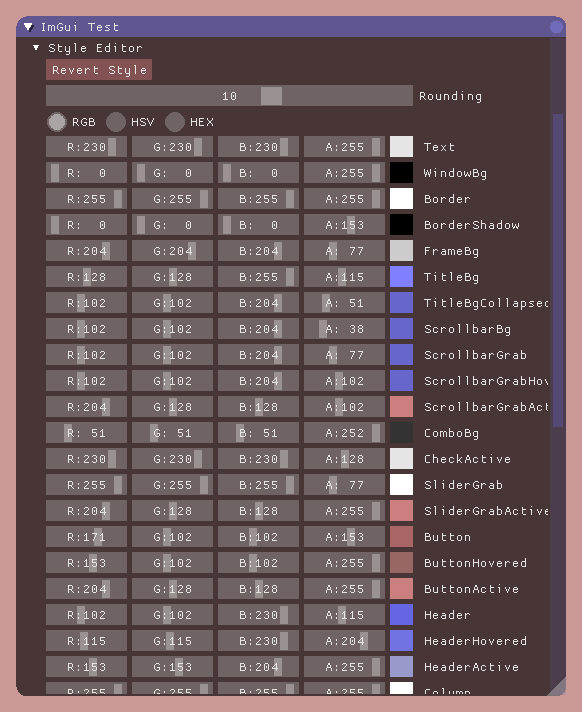 ImGui Test
Style Editor
Revert Style
10 Rounding
RGB HSV HEX
R:230 G:230 B:230 A:255 Text
R: 0 G: 0 B: 0 A:255 WindowBg
R:255 G:255 B:255 A:255 Border
R: 0 G: 0 B: 0 A:153 BorderShadow
R:204 G:204 B:204 A: 77 FrameBg
R:128 G:128 B:255 A:115 TitleBg
R:102 G:102 B:204 A: 51 TitleBgCollapsed
R:102 G:102 B:204 A: 38 ScrollbarBg
R:102 G:102 B:204 A: 77 ScrollbarGrab
R:102 G:102 B:204 A:102 ScrollbarGrabHov
R:204 G:128 B:128 A:102 ScrollbarGrabAct
R: 51 G: 51 B: 51 A:252 ComboBg
R:230 G:230 B:230 A:128 CheckActive
R:255 G:255 B:255 A: 77 SliderGrab
R:204 G:128 B:128 A:255 SliderGrabActive
R:171 G:102 B:102 A:153 Button
R:153 G:102 B:102 A:255 ButtonHovered
R:204 G:128 B:128 A:255 ButtonActive
R:102 G:102 B:230 A:115 Header
R:115 G:115 B:230 A:204 HeaderHovered
R:153 G:153 B:204 A:255 HeaderActive
R:255 G:255 B:255 A:255 Column